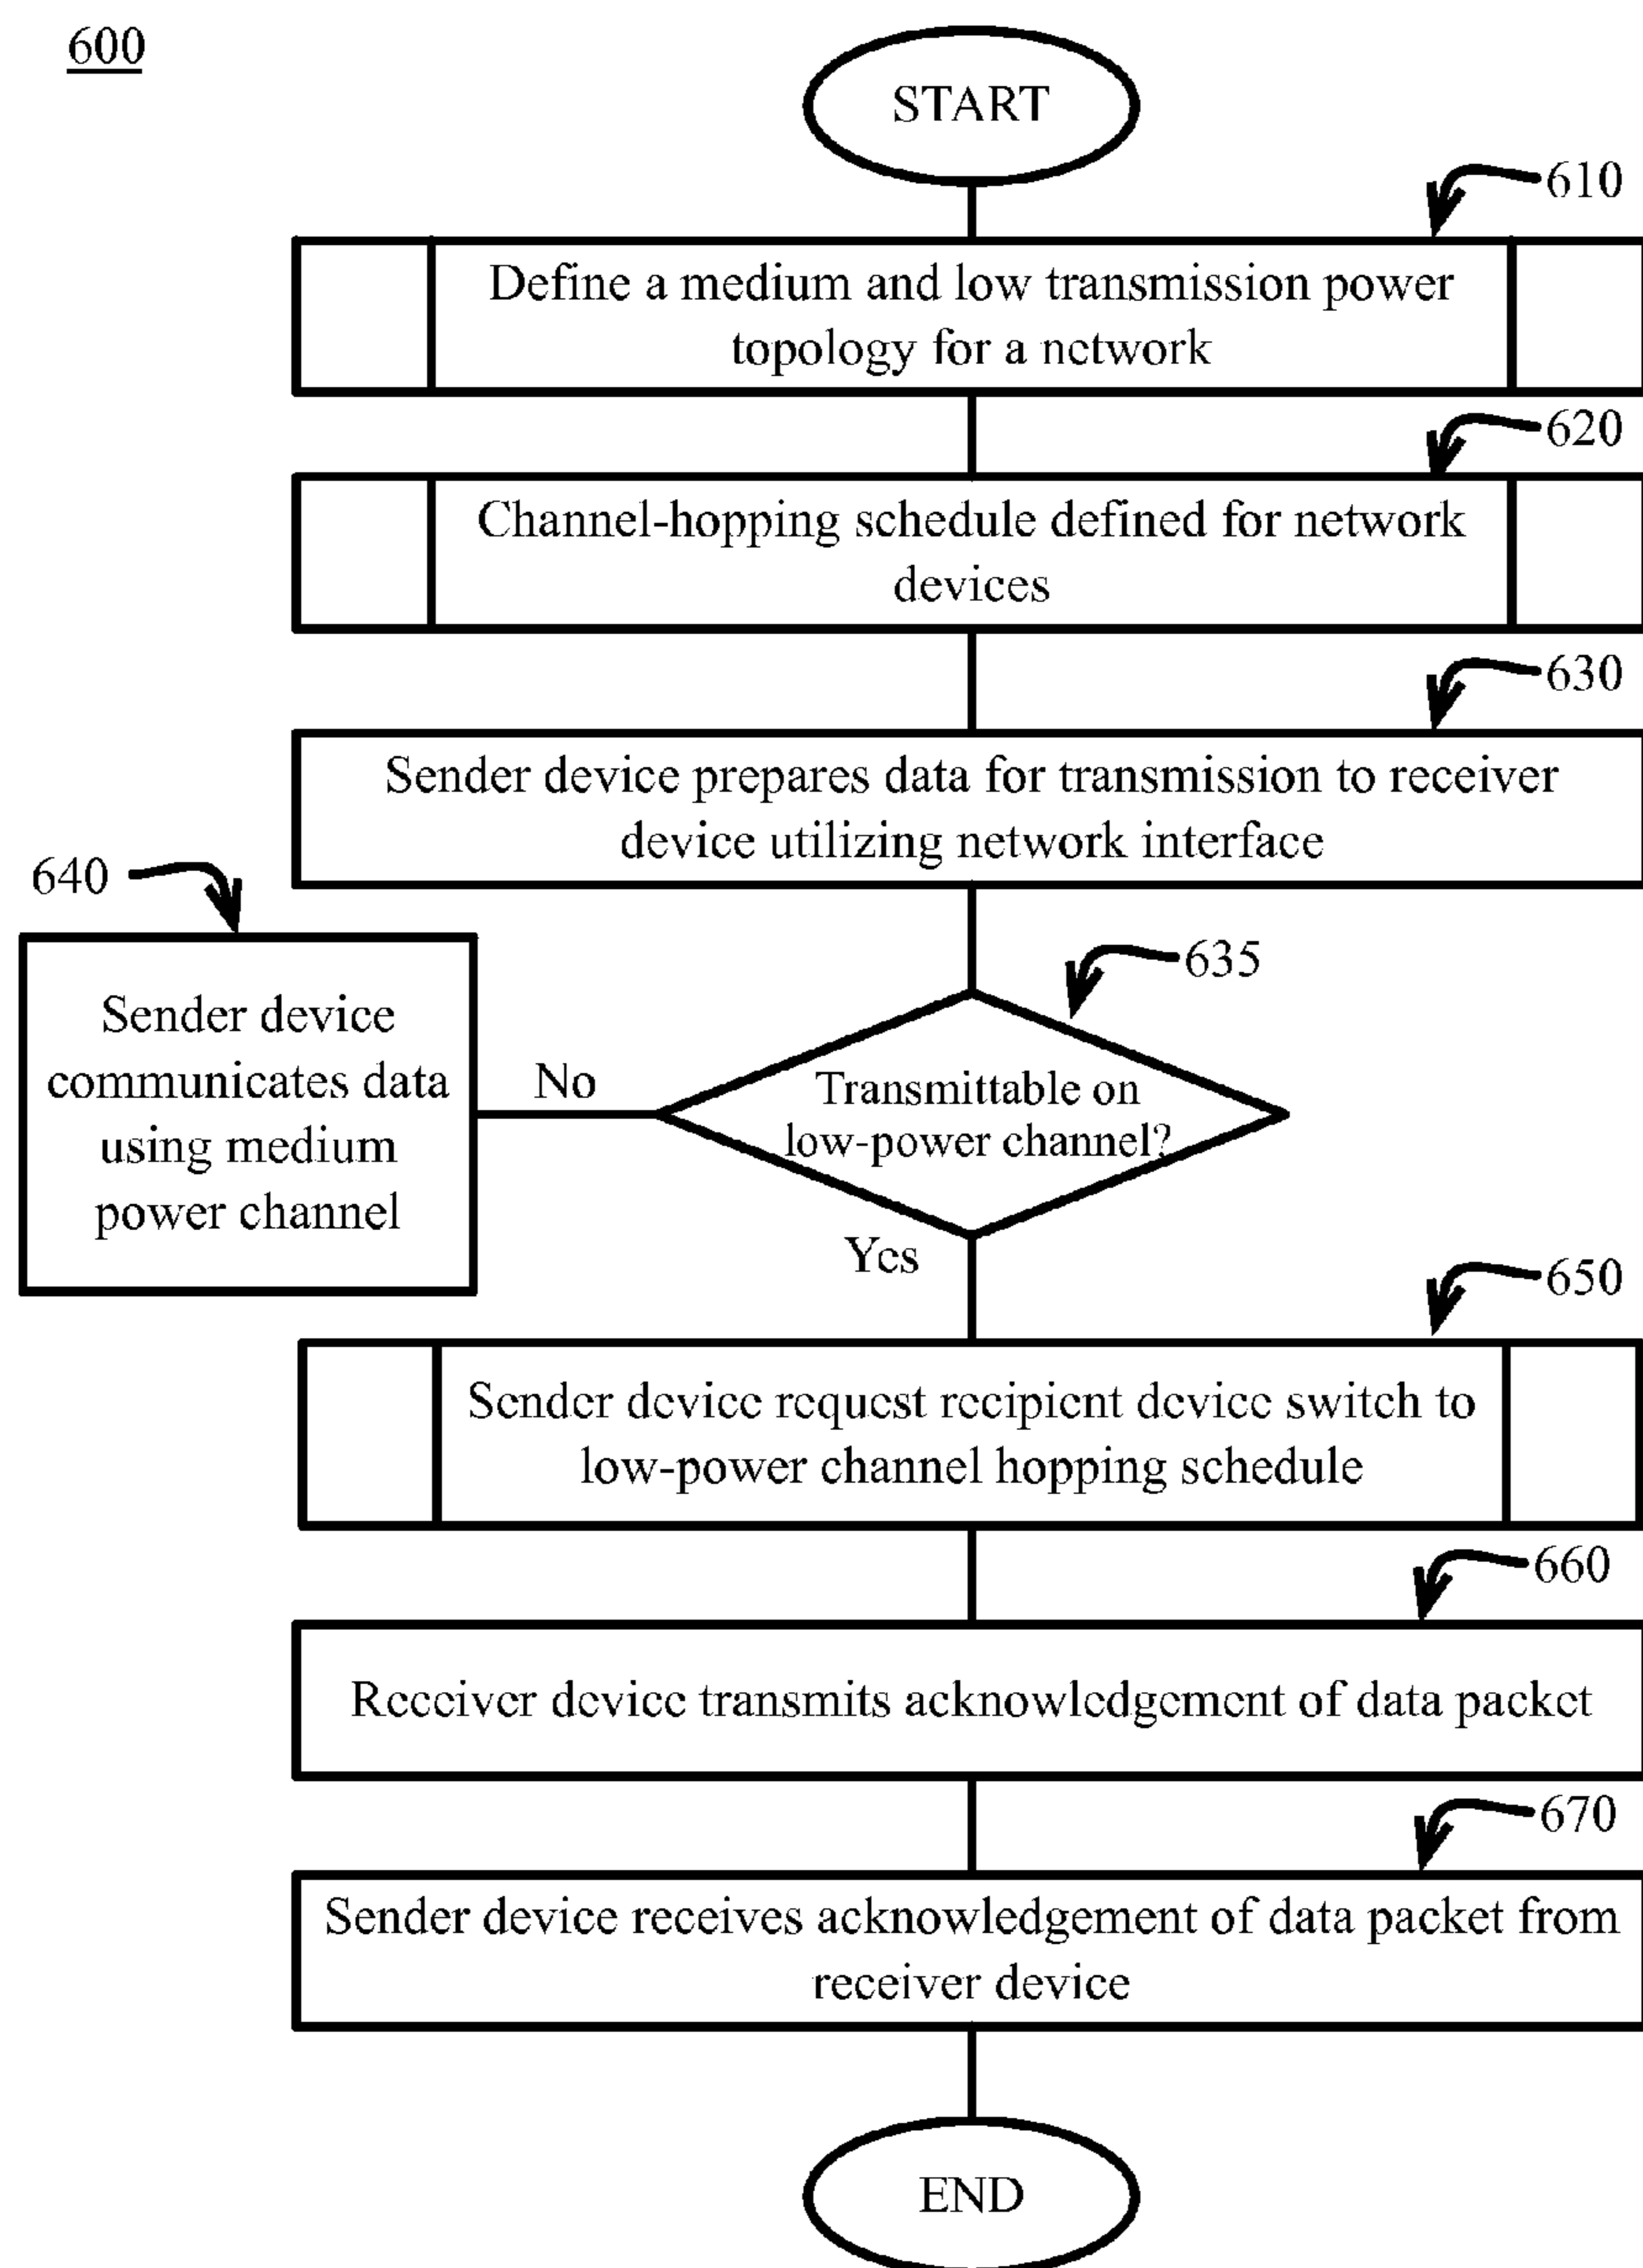 600
START
610
Define a medium and low transmission power
topology for a network
620
Channel-hopping schedule defined for network
devices
630
Sender device prepares data for transmission to receiver
device utilizing network interface
640
Sender device
communicates data
using medium
power channel
635
No
Transmittable on
low-power channel?
Yes
650
Sender device request recipient device switch to
low-power channel hopping schedule
660
Receiver device transmits acknowledgement of data packet
670
Sender device receives acknowledgement of data packet from
receiver device
END